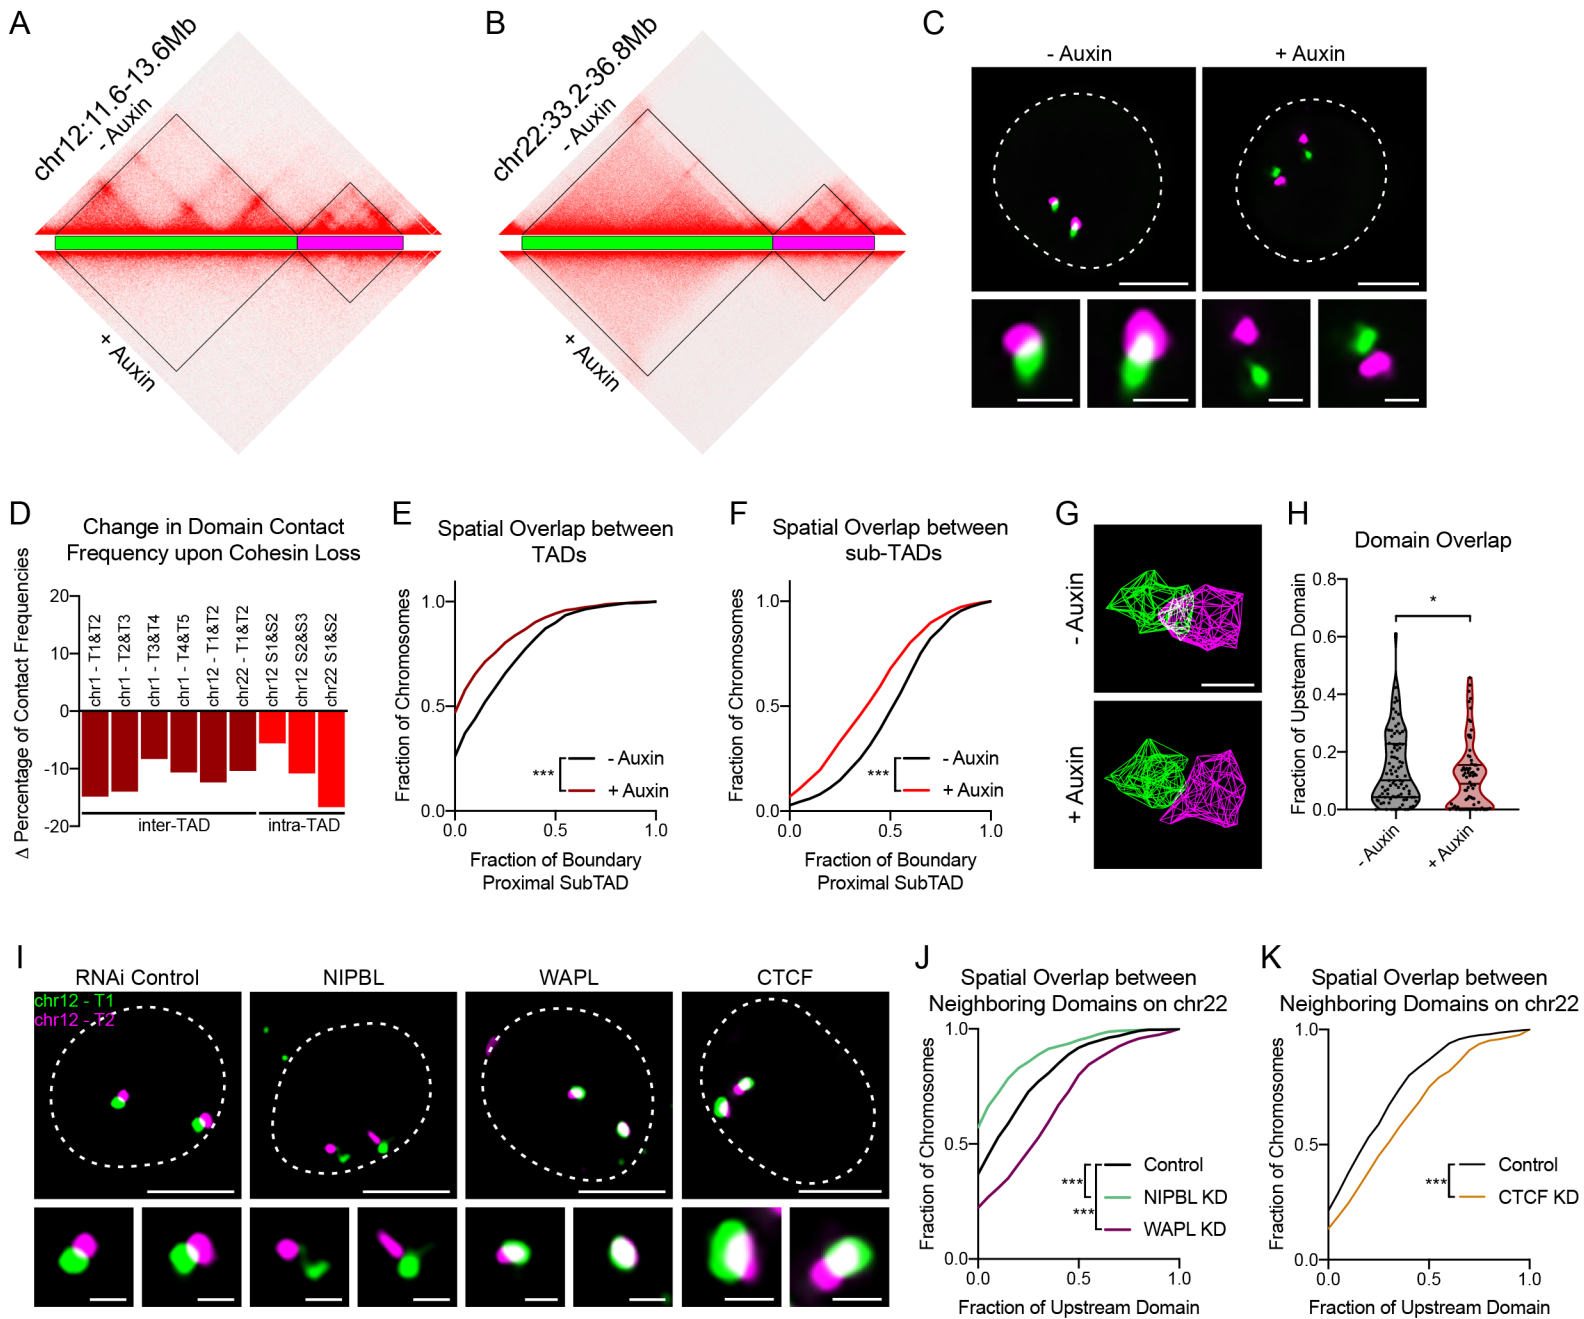 A
chr12:11.6-13.6Mb
- Auxin
+ Auxin
B
chr22:33.2-36.8Mb
- Auxin
+ Auxin
C
- Auxin
+ Auxin
D
Change in Domain Contact
Frequency upon Cohesin Loss
Δ Percentage of Contact Frequencies
20
10
0
-10
-20
chr1 - T1&T2
chr1 - T2&T3
chr1 - T3&T4
chr1 - T4&T5
chr12 - T1&T2
chr22 - T1&T2
chr12 S1&S2
chr12 S2&S3
chr22 S1&S2
inter-TAD
intra-TAD
E
Spatial Overlap between
TADs
Fraction of Chromosomes
1.0
0.5
0.0
0.0
0.5
1.0
***
- Auxin
+ Auxin
Fraction of Boundary
Proximal SubTAD
F
Spatial Overlap between
sub-TADs
Fraction of Chromosomes
1.0
0.5
0.0
0.0
0.5
1.0
***
- Auxin
+ Auxin
Fraction of Boundary
Proximal SubTAD
G
- Auxin
+ Auxin
H
Domain Overlap
Fraction of Upstream Domain
0.8
0.6
0.4
0.2
0.0
*
- Auxin
+ Auxin
I
RNAi Control
NIPBL
WAPL
CTCF
chr12 - T1
chr12 - T2
J
Spatial Overlap between
Neighboring Domains on chr22
Fraction of Chromosomes
1.0
0.5
0.0
0.0
0.5
1.0
***
***
Control
NIPBL KD
WAPL KD
Fraction of Upstream Domain
K
Spatial Overlap between
Neighboring Domains on chr22
Fraction of Chromosomes
1.0
0.5
0.0
0.0
0.5
1.0
***
Control
CTCF KD
Fraction of Upstream Domain